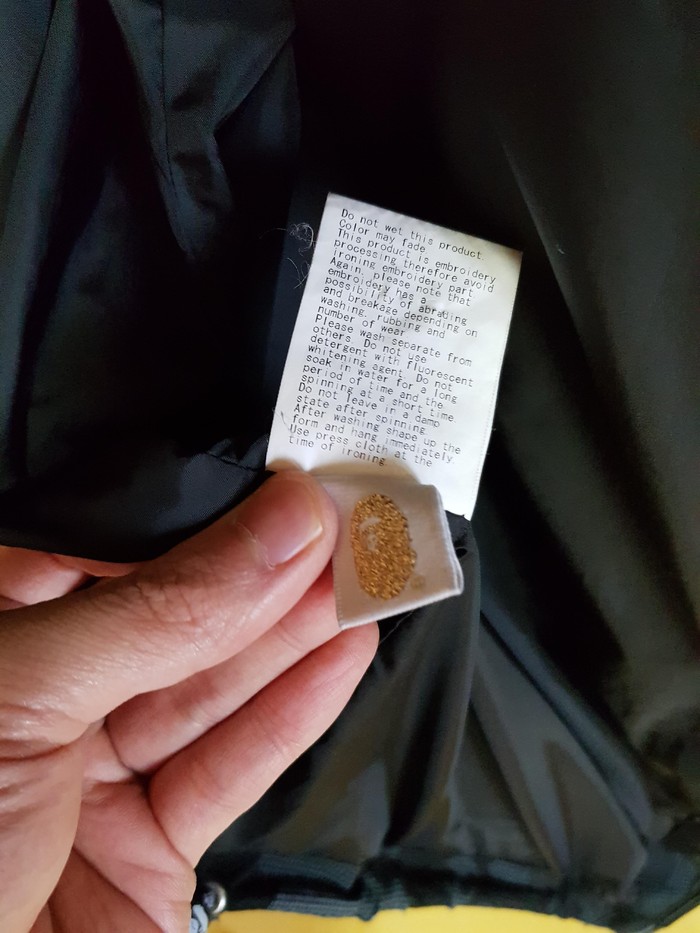 Do not wet this product
Color may fade
This product is embroidery
processing therefore avoid
ironing embroidery part
Again, please note that
embroidery has a
possibility of abrading
and breakage depending on
washing, rubbing and
number of wear
Please wash separate from
others. Do not use
detergent with fluorescent
whitening agent. Do not
soak in water for a long
period of time and the
spinning at a short time
Do not leave in a damp
state after spinning
After washing shape up the
form and hang immediately.
Use press cloth at the
time of ironing